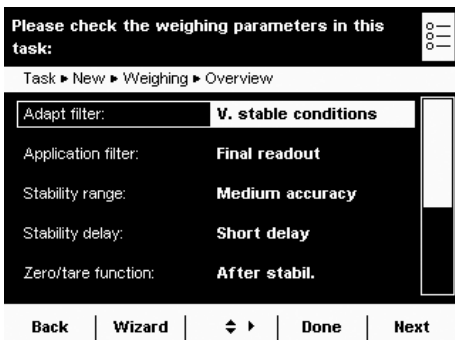 Please check the weighing parameters in this
task:
Task ▸ New ▸ Weighing ▸ Overview
Adapt filter: V. stable conditions
Application filter: Final readout
Stability range: Medium accuracy
Stability delay: Short delay
Zero/tare function: After stabil.
Back Wizard Done Next